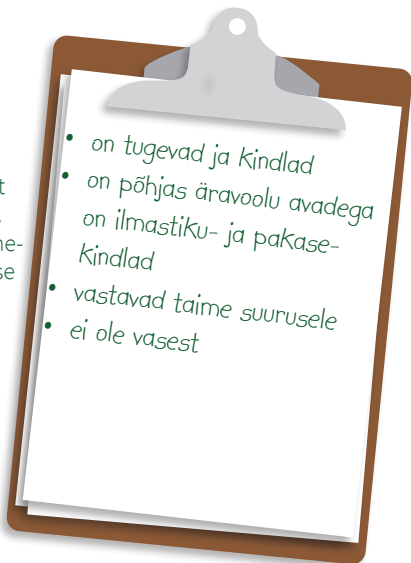 • on tugevad ja kindlad
• on põhjas äravoolu avadega
on ilmastiku- ja pakase-
kindlad
• vastavad taime suurusele
• ei ole vasest